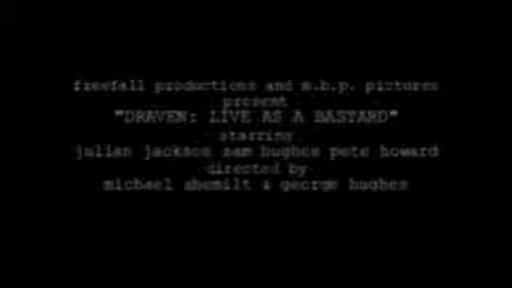 freefall productions and m.b.p. pictures
present
"DRAVEN: LIVE AS A BASTARD"
starring
julian jackson sam hughes pete howard
directed by
michael shemilt & george hughes